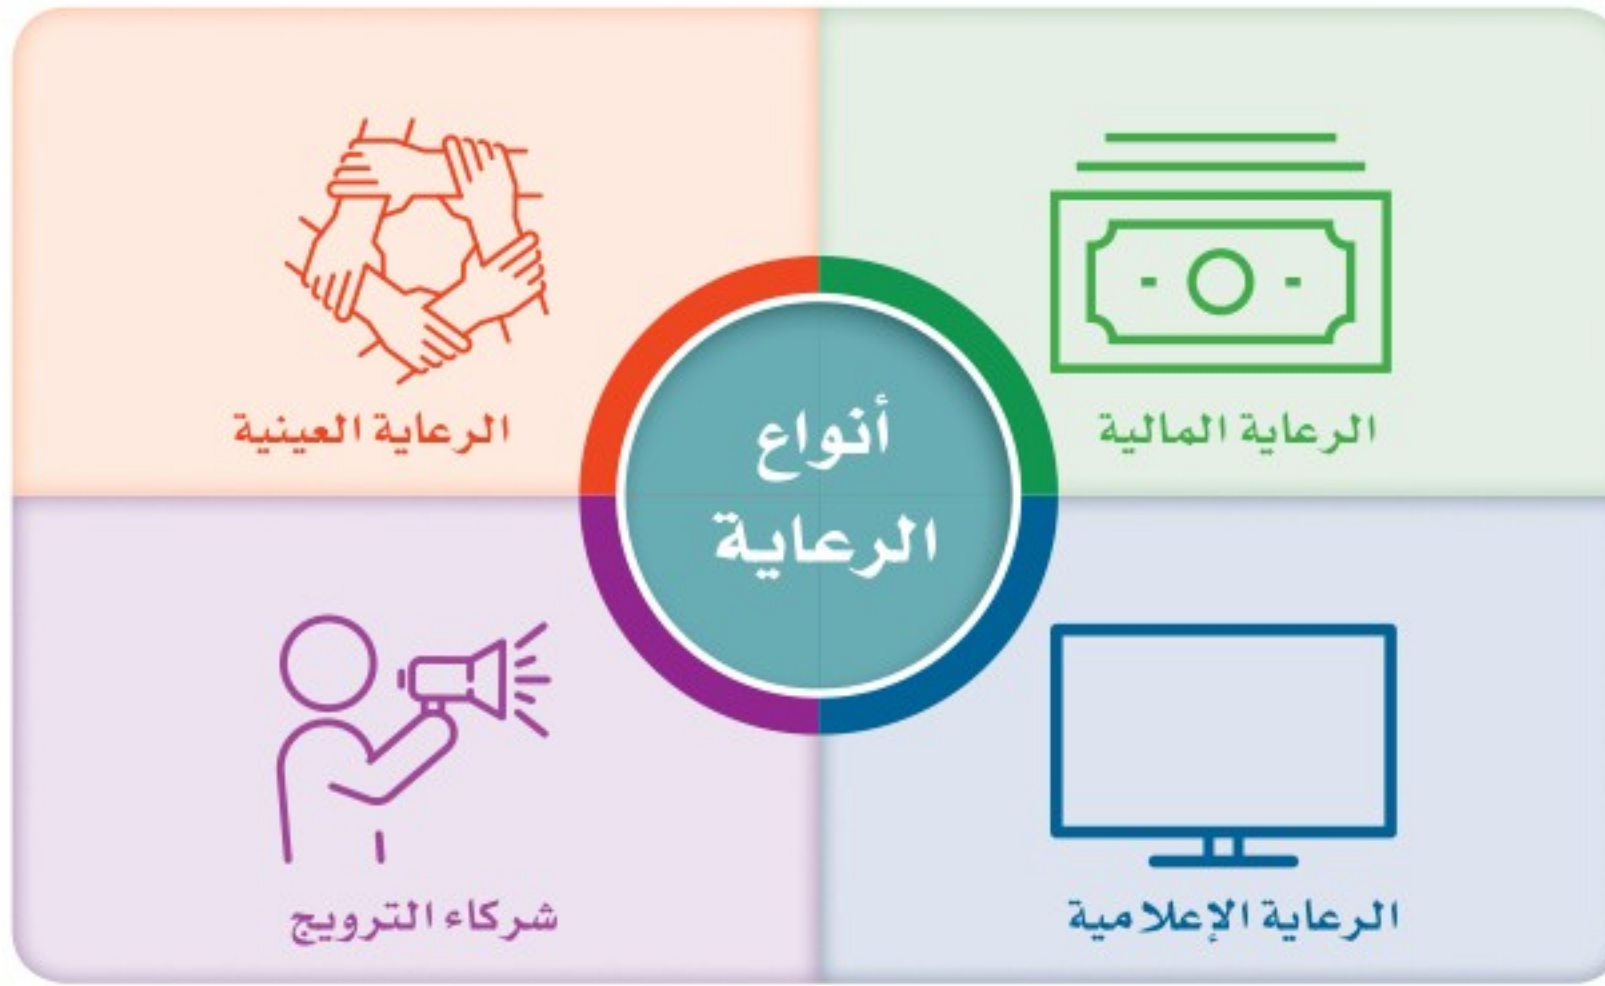 أنواع
الرعاية
الرعاية المالية
الرعاية العينية
الرعاية الإعلامية
شركاء الترويج